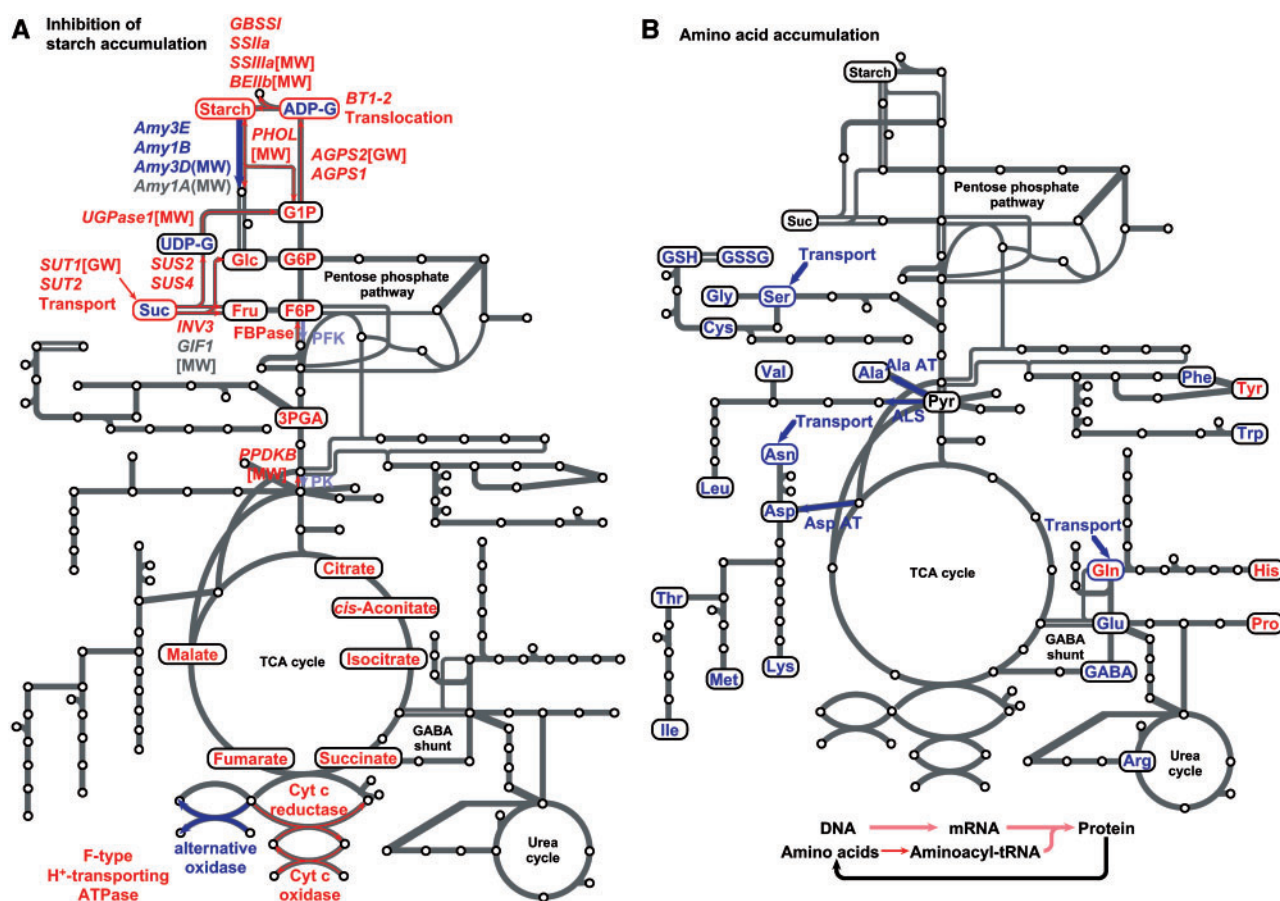 A
Inhibition of
starch accumulation
GBSSI
SSIIa
SSIIIa[MW]
BEIIb[MW]
Starch
ADP-G
BT1-2
Translocation
Amy3E
Amy1B
Amy3D(MW)
Amy1A(MW)
PHOL
[MW]
AGPS2[GW]
AGPS1
UGPase1[MW]
G1P
UDP-G
Glc
G6P
SUT1[GW]
SUT2
Transport
SUS2
SUS4
Pentose phosphate
pathway
Suc
Fru
F6P
INV3
GIF1
[MW]
FBPase
PFK
3PGA
PPDKB
[MW]
PK
Citrate
cis-Aconitate
Malate
TCA cycle
Isocitrate
GABA
shunt
Fumarate
Succinate
Cyt c
reductase
alternative
oxidase
Cyt c
oxidase
F-type
H+-transporting
ATPase
Urea
cycle
B
Amino acid accumulation
Starch
Pentose phosphate
pathway
Suc
GSH
GSSG
Transport
Gly
Ser
Cys
Val
Ala
Ala AT
Phe
Tyr
Pyr
ALS
Transport
Trp
Asn
Leu
Asp
Asp AT
Transport
TCA cycle
Gln
His
Thr
Glu
Pro
GABA
shunt
Met
Lys
GABA
Ile
Arg
Urea
cycle
DNA
mRNA
Protein
Amino acids
Aminoacyl-tRNA